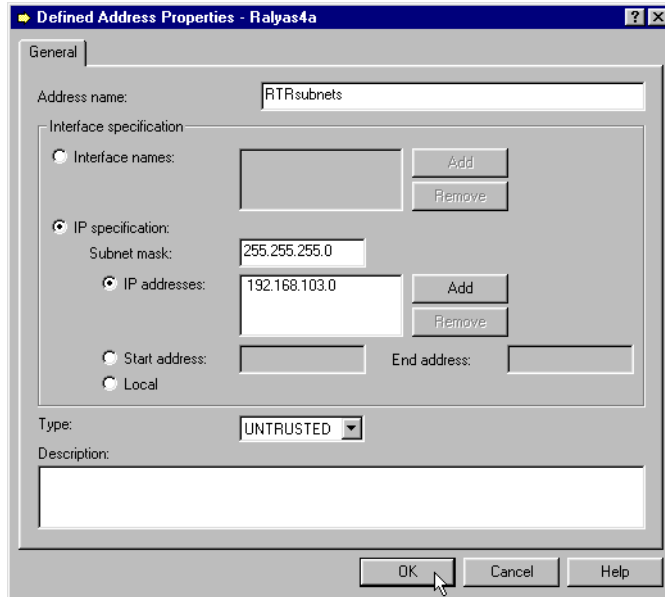 Defined Address Properties - Ralyas4a
General
Address name: RTRsubnets
Interface specification
Interface names: Add
Remove
IP specification:
Subnet mask: 255.255.255.0
IP addresses: 192.168.103.0 Add
Remove
Start address: End address:
Local
Type: UNTRUSTED
Description:
OK Cancel Help